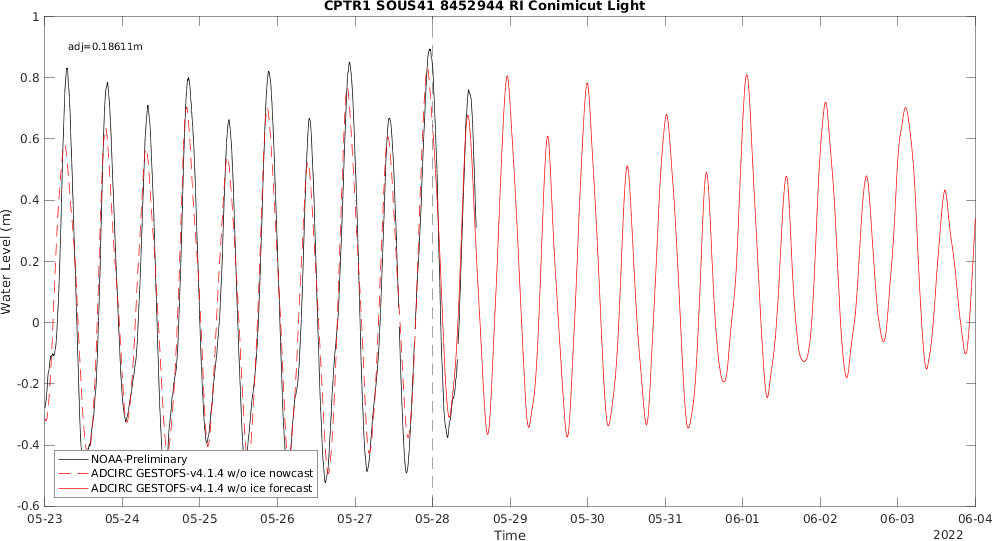 CPTR1 SOUS41 8452944 RI Conimicut Light
adj=0.18611m
Water Level (m)
1
0.8
0.6
0.4
0.2
0
-0.2
-0.4
-0.6
NOAA-Preliminary
ADCIRC GESTOFS-v4.1.4 w/o ice nowcast
ADCIRC GESTOFS-v4.1.4 w/o ice forecast
05-23 05-24 05-25 05-26 05-27 05-28 05-29 05-30 05-31 06-01 06-02 06-03 06-04
Time
2022